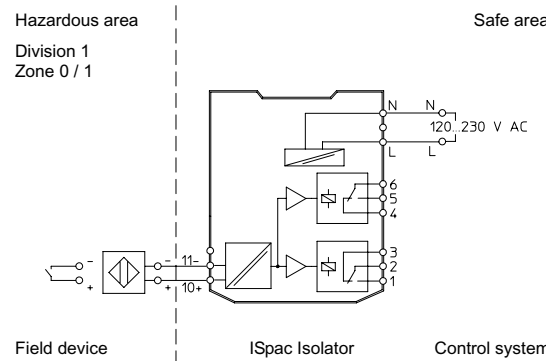 Hazardous area
Safe area
Division 1
Zone 0 / 1
N
N
120...230 V AC
L
L
6
5
4
3
2
1
-
-
11-
+
+
10+
Field device
ISpac Isolator
Control system